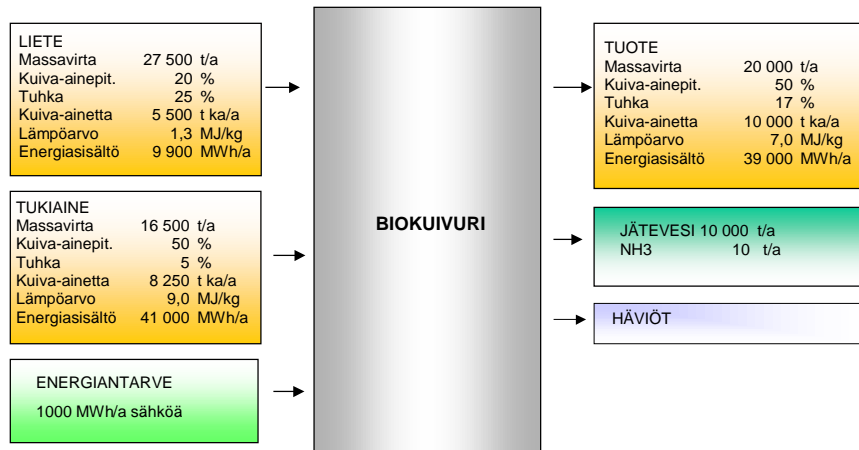 LIETE
Massavirta 27 500 t/a
Kuiva-ainepit. 20 %
Tuhka 25 %
Kuiva-ainetta 5 500 t ka/a
Lämpöarvo 1,3 MJ/kg
Energiasisältö 9 900 MWh/a
TUKIAINE
Massavirta 16 500 t/a
Kuiva-ainepit. 50 %
Tuhka 5 %
Kuiva-ainetta 8 250 t ka/a
Lämpöarvo 9,0 MJ/kg
Energiasisältö 41 000 MWh/a
ENERGIANTARVE
1000 MWh/a sähköä
BIOKUIVURI
TUOTE
Massavirta 20 000 t/a
Kuiva-ainepit. 50 %
Tuhka 17 %
Kuiva-ainetta 10 000 t ka/a
Lämpöarvo 7,0 MJ/kg
Energiasisältö 39 000 MWh/a
JÄTEVESI 10 000 t/a
NH3 10 t/a
HÄVIÖT